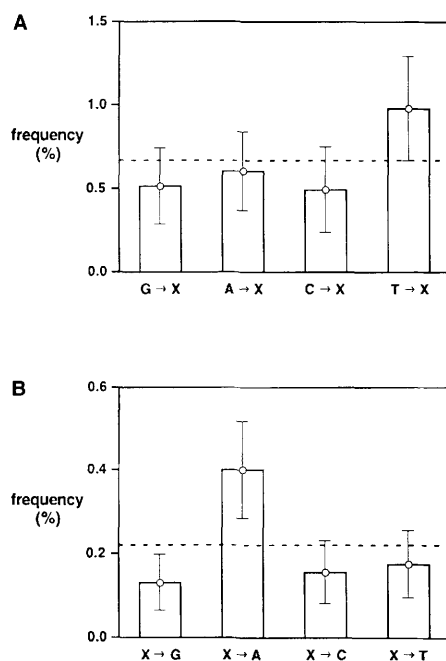 A
1.5
1.0
frequency
(%)
0.5
0.0
G → X A → X C → X T → X
B
0.6
0.4
frequency
(%)
0.2
0.0
X → G X → A X → C X → T